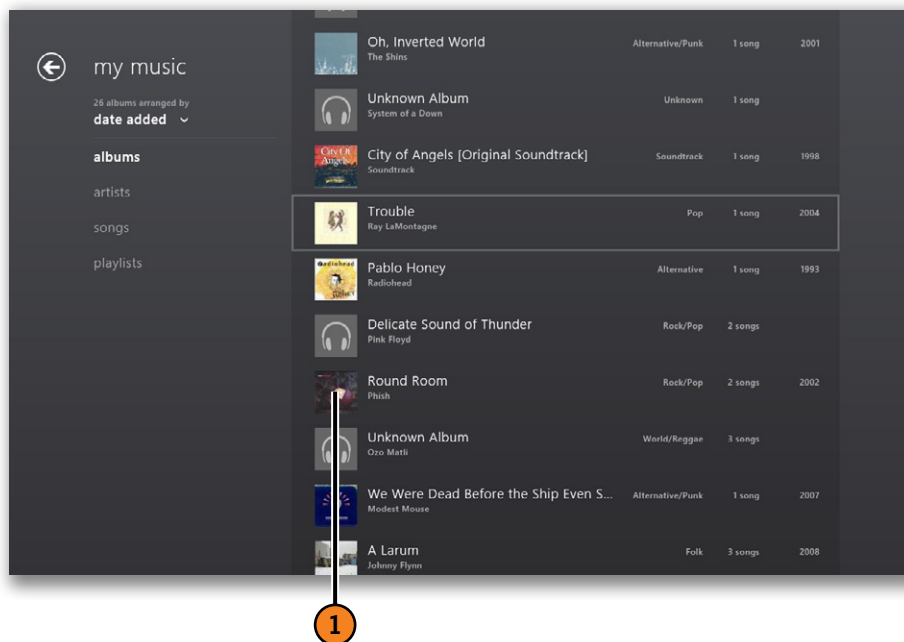 my music
26 albums arranged by
date added
albums
artists
songs
playlists
Oh, Inverted World Alternative/Punk 1 song 2001
The Shins
Unknown Album Unknown 1 song
System of a Down
City Of
Angels
City of Angels [Original Soundtrack] Soundtrack 1 song 1998
Soundtrack
Trouble Pop 1 song 2004
Ray LaMontagne
radiohead
Pablo Honey Alternative 1 song 1993
Radiohead
Delicate Sound of Thunder Rock/Pop 2 songs
Pink Floyd
Round Room Rock/Pop 2 songs 2002
Phish
Unknown Album World/Reggae 3 songs
Ozo Matli
We Were Dead Before the Ship Even S... Alternative/Punk 1 song 2007
Modest Mouse
A Larum Folk 3 songs 2008
Johnny Flynn
1